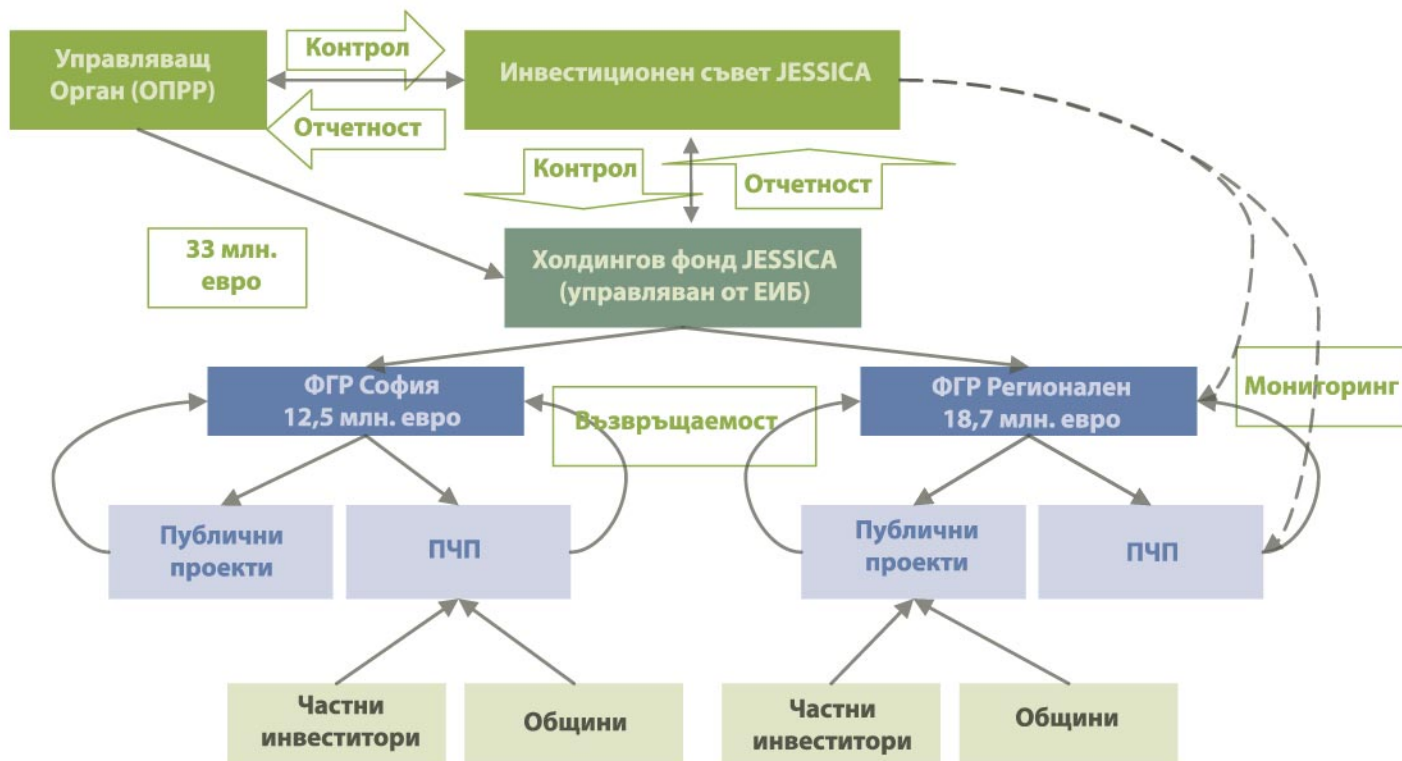 Управляващ
Орган (ОПРР)
Контрол
Отчетност
Инвестиционен съвет JESSICA
Контрол
Отчетност
33 млн.
евро
Холдингов фонд JESSICA
(управляван от ЕИБ)
ФГР София
12,5 млн. евро
Възвръщаемост
ФГР Регионален
18,7 млн. евро
Мониторинг
Публични
проекти
ПЧП
Публични
проекти
ПЧП
Частни
инвеститори
Общини
Частни
инвеститори
Общини